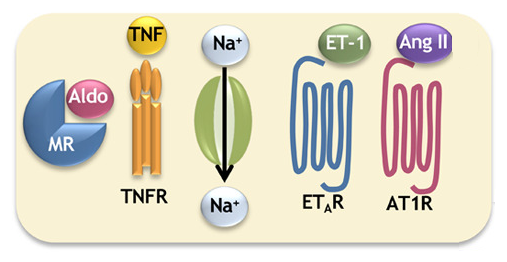 Aldo
MR
TNF
TNFR
Na⁺
Na⁺
ET-1
ETAR
Ang II
AT1R